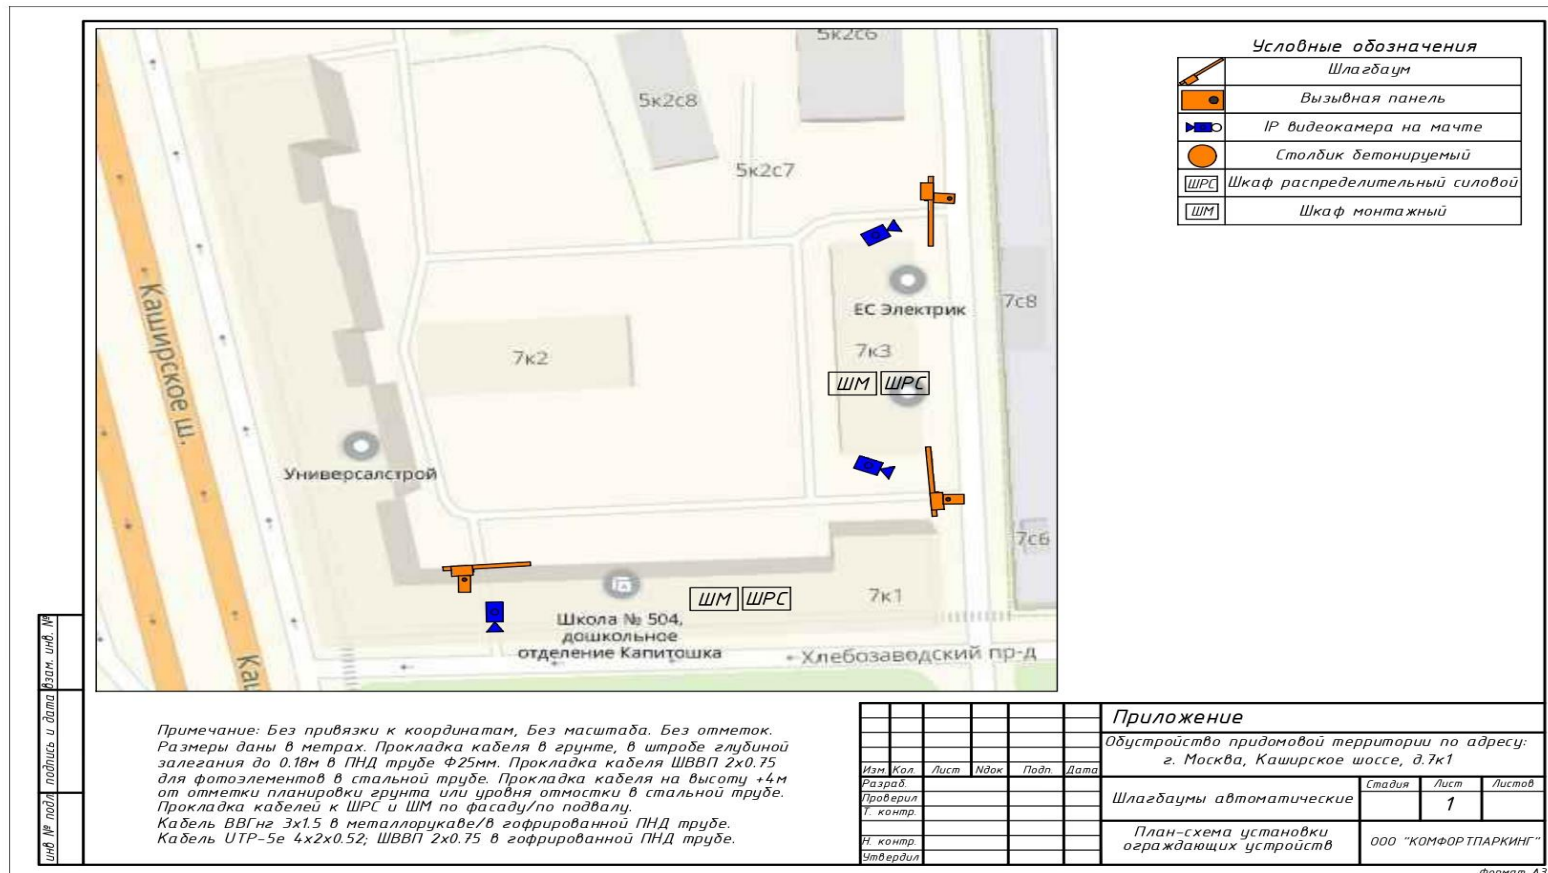 5к2с6
5к2с8
5к2с7
ЕС Электрик
7с8
7к3
7к2
ШМ ШРС
Каширское ш.
Универсалстрой
7с6
ШМ ШРС
7к1
Школа № 504,
дошкольное
отделение Капитошка
Хлебозаводский пр-д
Каш
Условные обозначения
Шлагбаум
Вызывная панель
IP видеокамера на мачте
Столбик бетонируемый
ШРС Шкаф распределительный силовой
ШМ Шкаф монтажный
Взам. инв. №
подпись и дата
инв № подл
Примечание: Без привязки к координатам, Без масштаба. Без отметок.
Размеры даны в метрах. Прокладка кабеля в грунте, в штробе глубиной
залегания до 0.18м в ПНД трубе Ф25мм. Прокладка кабеля ШВВП 2х0.75
для фотоэлементов в стальной трубе. Прокладка кабеля на высоту +4м
от отметки планировки грунта или уровня отмостки в стальной трубе.
Прокладка кабелей к ШРС и ШМ по фасаду/по подвалу.
Кабель ВВГнг 3х1.5 в металлорукаве/в гофрированной ПНД трубе.
Кабель UTP-5e 4х2х0.52; ШВВП 2х0.75 в гофрированной ПНД трубе.
Изм. Кол. Лист Nдок Подп. Дата
Разраб.
Проверил
Т. контр.
Н. контр.
Утвердил
Приложение
Обустройство придомовой территории по адресу:
г. Москва, Каширское шоссе, д.7к1
Шлагбаумы автоматические
Стадия Лист Листов
1
План-схема установки
ограждающих устройств
ООО "КОМФОРТПАРКИНГ"
Формат А3